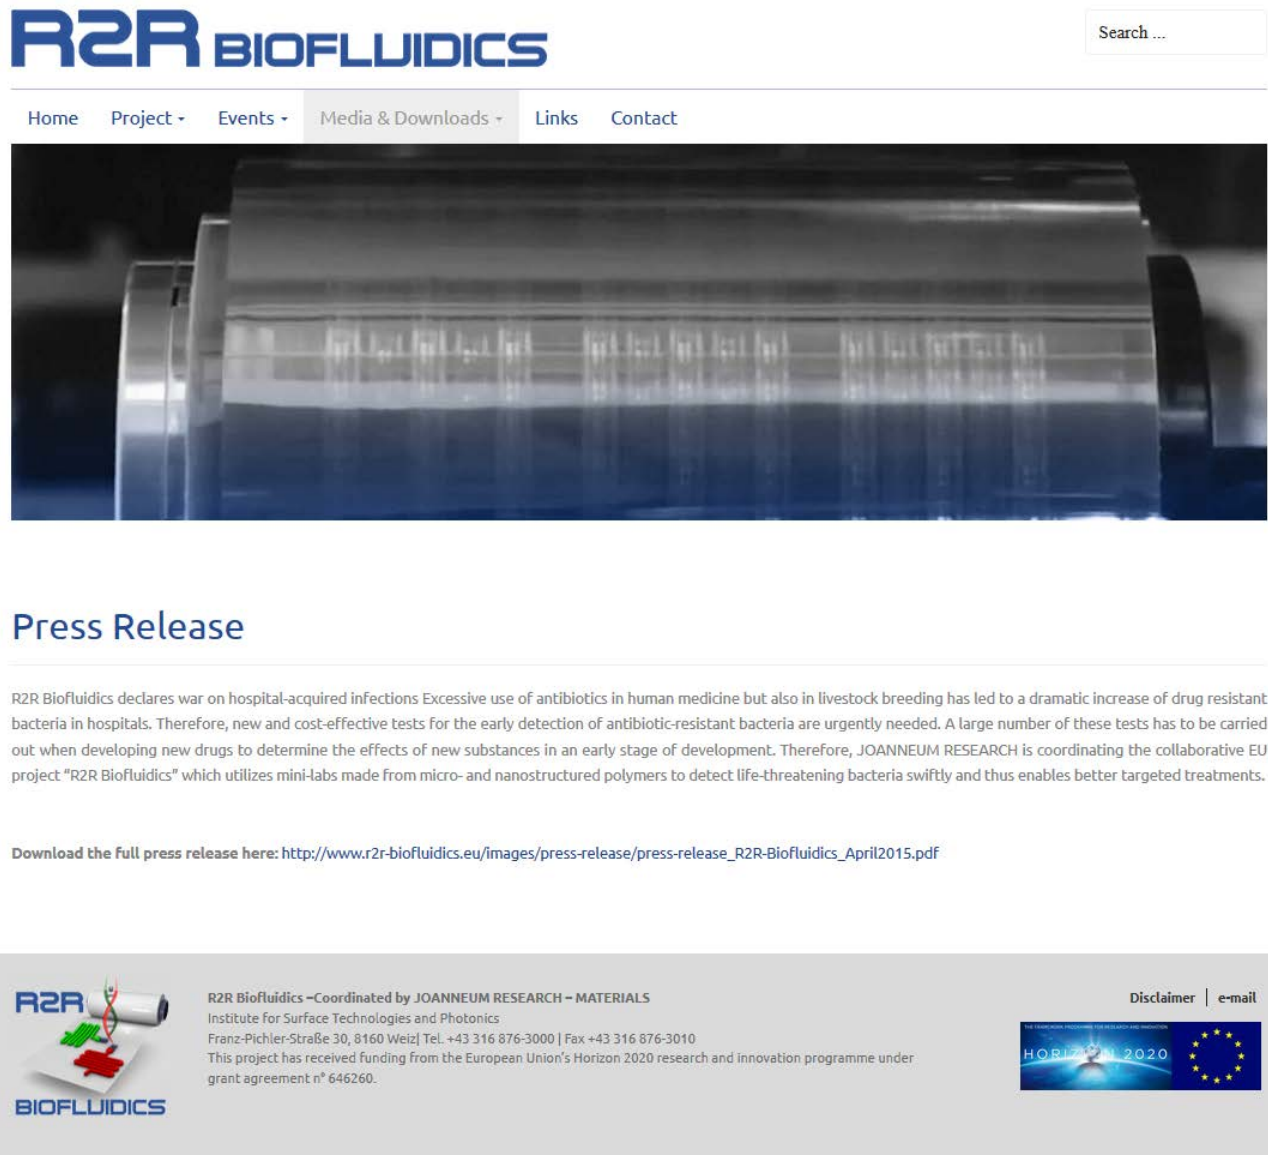 R2R BIOFLUIDICS
Search ...
Home Project Events Media & Downloads Links Contact
Press Release
R2R Biofluidics declares war on hospital-acquired infections Excessive use of antibiotics in human medicine but also in livestock breeding has led to a dramatic increase of drug resistant
bacteria in hospitals. Therefore, new and cost-effective tests for the early detection of antibiotic-resistant bacteria are urgently needed. A large number of these tests has to be carried
out when developing new drugs to determine the effects of new substances in an early stage of development. Therefore, JOANNEUM RESEARCH is coordinating the collaborative EU
project “R2R Biofluidics” which utilizes mini-labs made from micro- and nanostructured polymers to detect life-threatening bacteria swiftly and thus enables better targeted treatments.
Download the full press release here: http://www.r2r-biofluidics.eu/images/press-release/press-release_R2R-Biofluidics_April2015.pdf
R2R
BIOFLUIDICS
R2R Biofluidics –Coordinated by JOANNEUM RESEARCH – MATERIALS
Institute for Surface Technologies and Photonics
Franz-Pichler-Straße 30, 8160 Weiz| Tel. +43 316 876-3000 | Fax +43 316 876-3010
This project has received funding from the European Union's Horizon 2020 research and innovation programme under
grant agreement n° 646260.
Disclaimer | e-mail
THE FRAMEWORK PROGRAMME FOR RESEARCH AND INNOVATION
HORIZON 2020